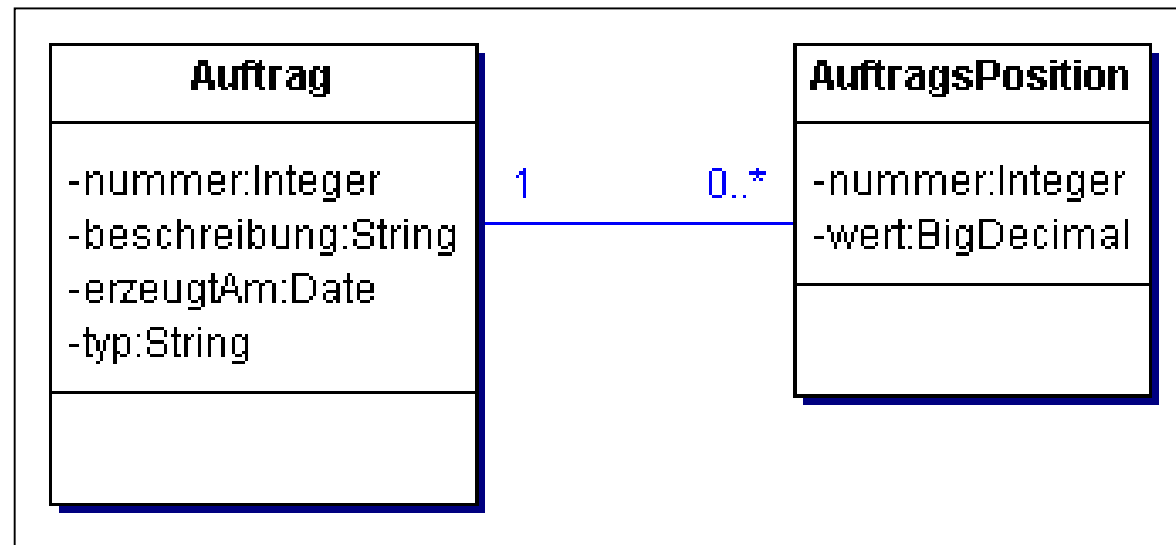 Auftrag
-nummer:Integer
-beschreibung:String
-erzeugtAm:Date
-typ:String
1
0..*
AuftragsPosition
-nummer:Integer
-wert:BigDecimal